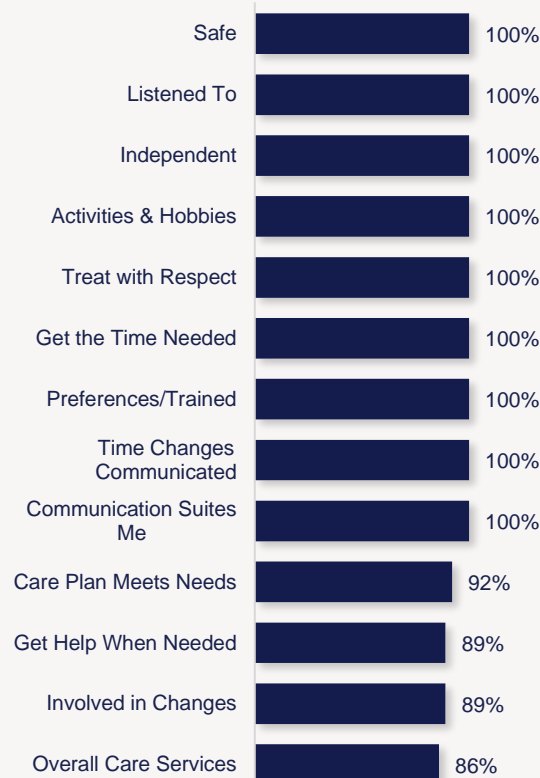 Safe 100%
Listened To 100%
Independent 100%
Activities & Hobbies 100%
Treat with Respect 100%
Get the Time Needed 100%
Preferences/Trained 100%
Time Changes
Communicated 100%
Communication Suites
Me 100%
Care Plan Meets Needs 92%
Get Help When Needed 89%
Involved in Changes 89%
Overall Care Services 86%